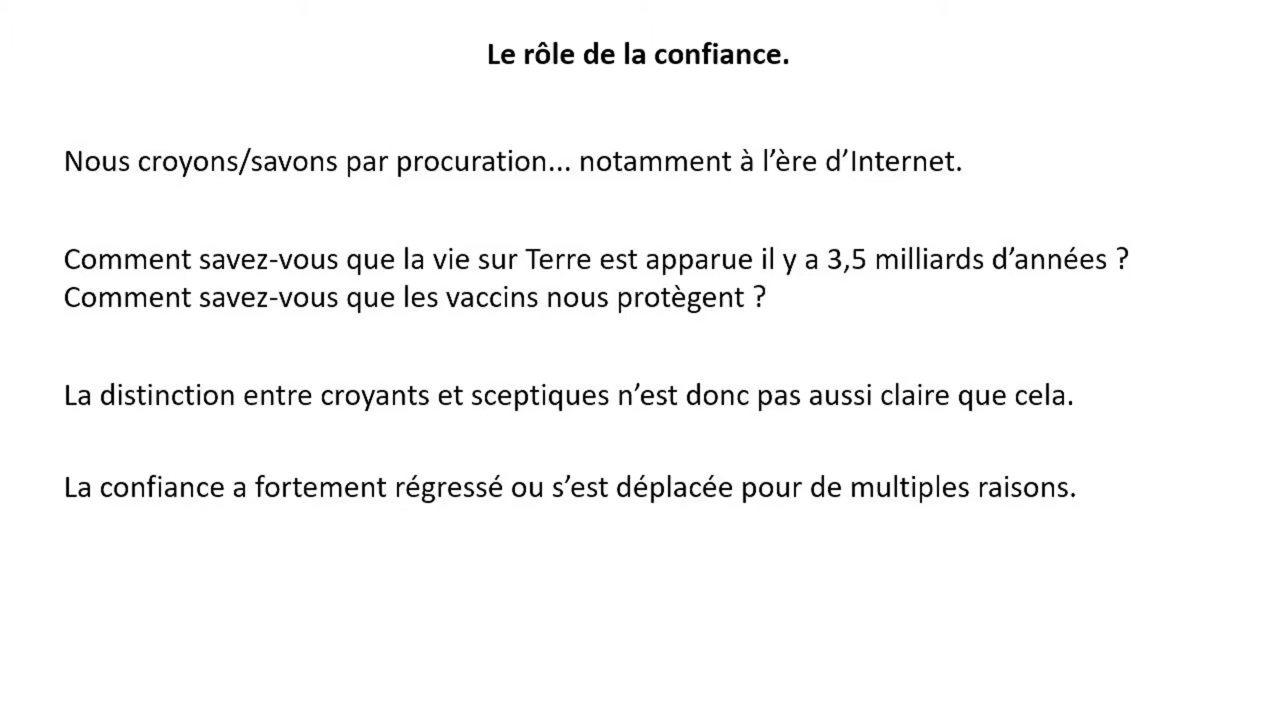 Le rôle de la confiance.
Nous croyons/savons par procuration... notamment à l’ère d’Internet.
Comment savez-vous que la vie sur Terre est apparue il y a 3,5 milliards d’années ?
Comment savez-vous que les vaccins nous protègent ?
La distinction entre croyants et sceptiques n’est donc pas aussi claire que cela.
La confiance a fortement régressé ou s’est déplacée pour de multiples raisons.